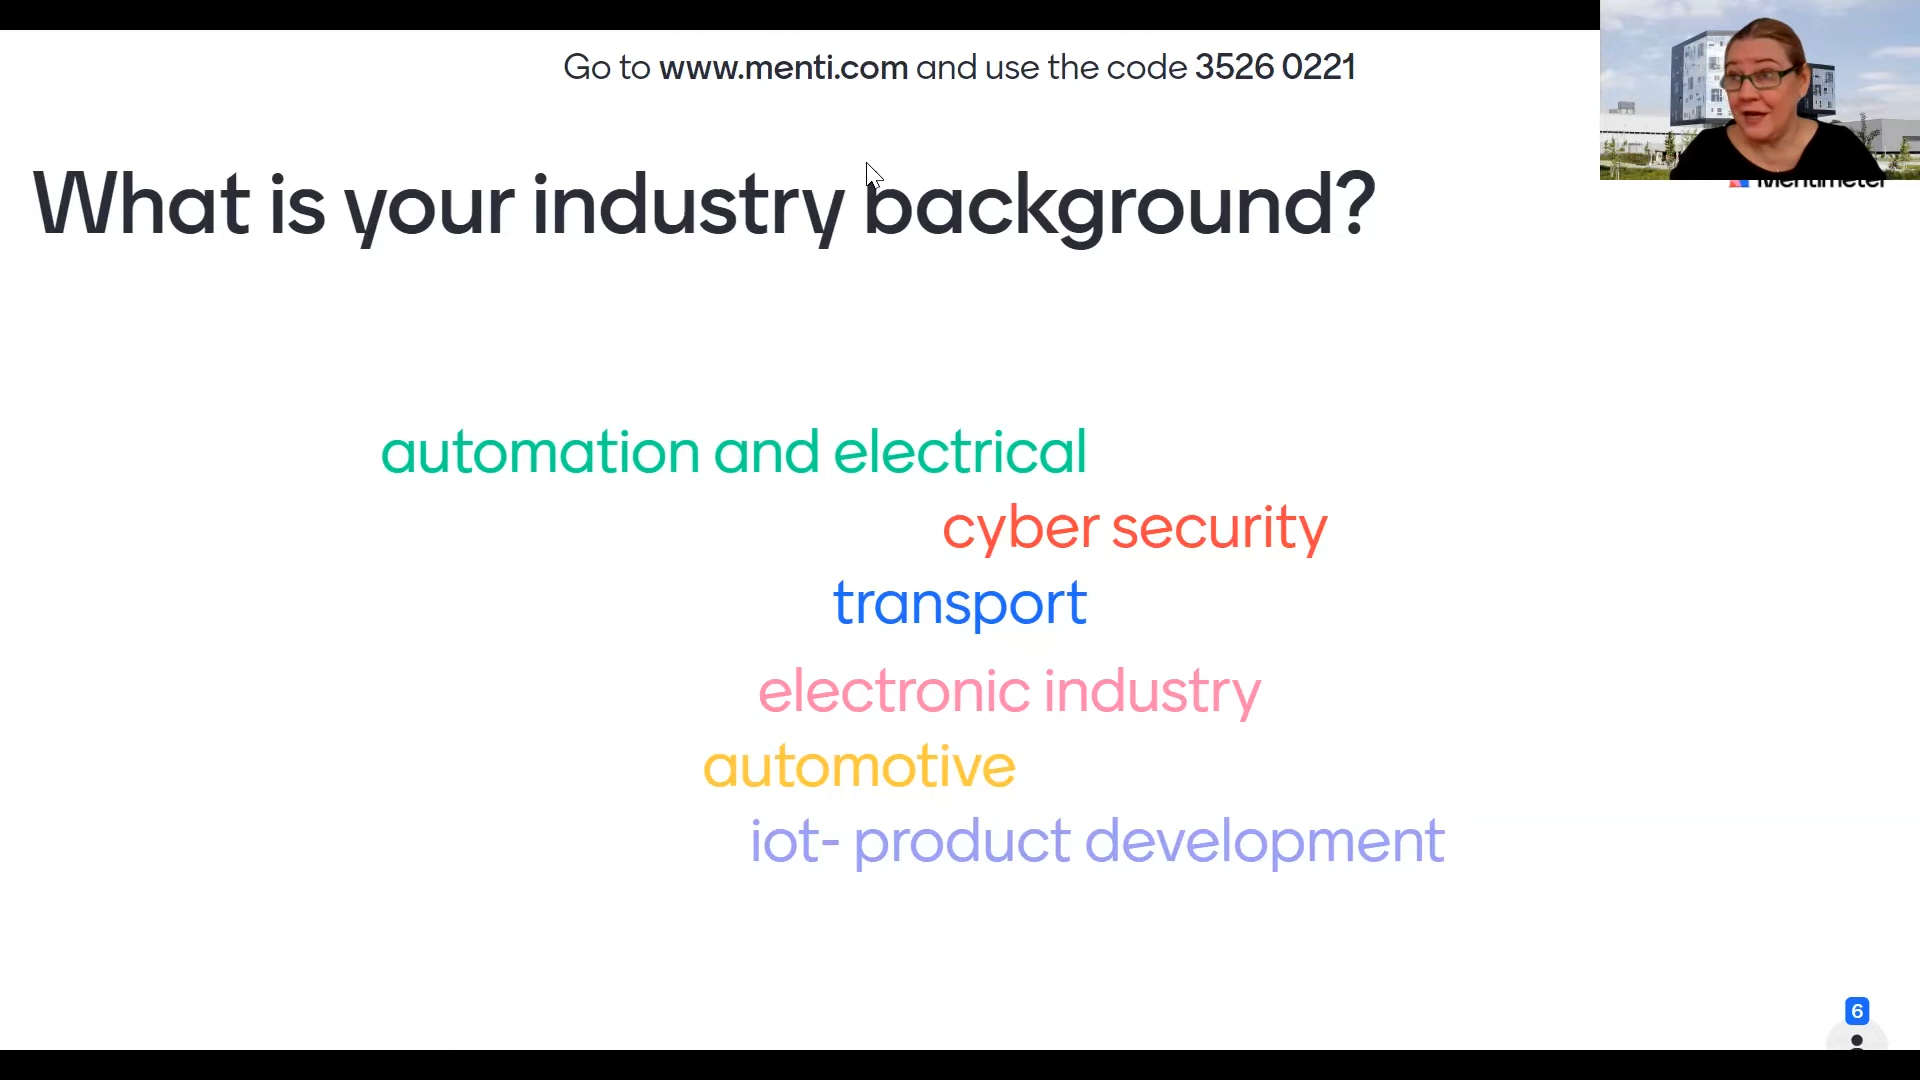 Go to www.menti.com and use the code 3526 0221
Mentimeter
What is your industry background?
automation and electrical
cyber security
transport
electronic industry
automotive
iot- product development
6